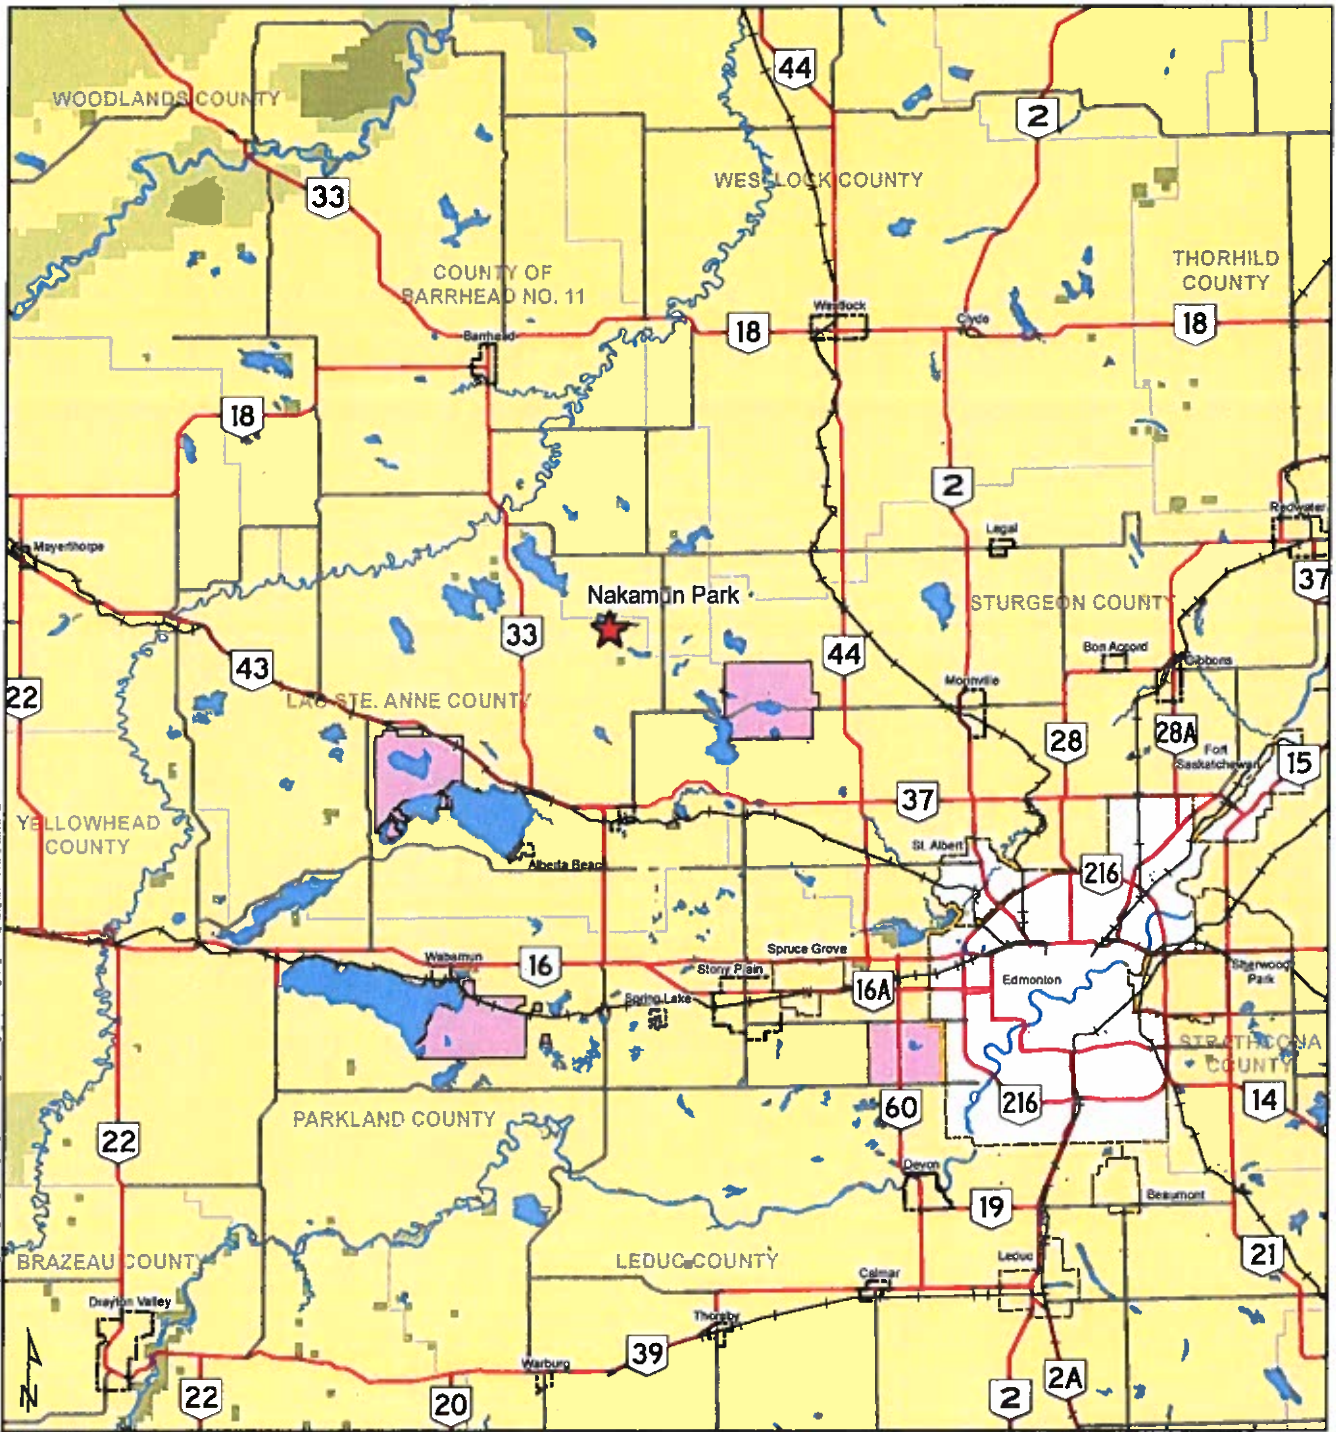 44
2
WOODLANDS COUNTY
33
WESTLOCK COUNTY
THORHILD
COUNTY
COUNTY OF
BARRHEAD NO. 11
Westlock
Clyde
18
18
Barrhead
18
2
Legal
Redwater
Mayerthorpe
37
Nakamun Park
STURGEON COUNTY
33
44
Bon Accord
Gibbons
43
22
LAC STE. ANNE COUNTY
Morinville
28
28A
Fort
Saskatchewan
15
37
YELLOWHEAD
COUNTY
St. Albert
Alberta Beach
216
Spruce Grove
Wabamun
16
Stony Plain
Sherwood
Park
Edmonton
16A
Spring Lake
STRATHCONA
COUNTY
60
216
14
PARKLAND COUNTY
22
Devon
Beaumont
19
BRAZEAU COUNTY
LEDUC COUNTY
Leduc
21
Calmar
Drayton Valley
Thorsby
39
Warburg
2A
N
22
20
2